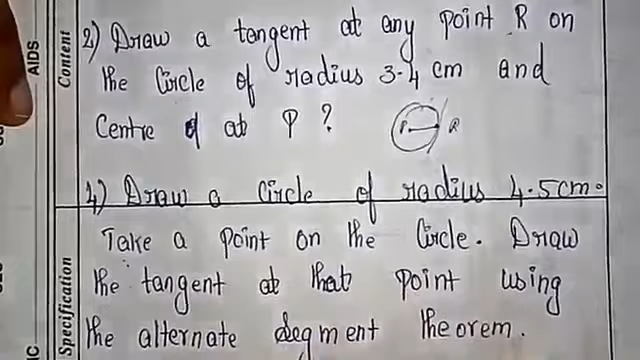 2) Draw a tangent at any point R on
the Circle of radius 3.4 cm and
Centre at P ?
P R
4) Draw a circle of radius 4.5cm.
Take a point on the Circle. Draw
the tangent at that point using
the alternate segment theorem.
AIDS
Content
Specification
IC